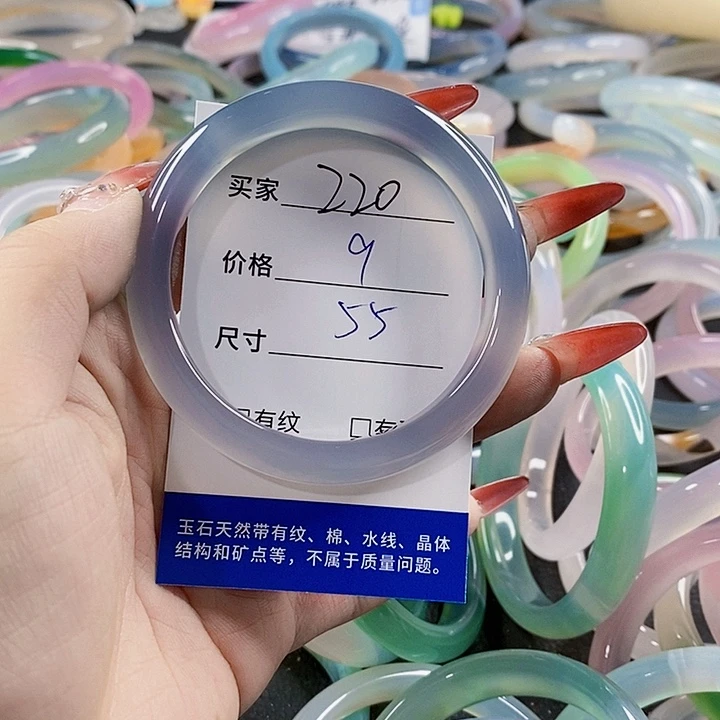 买家 220
价格 9
尺寸 55
有纹
玉石天然带有纹、棉、水线、晶体
结构和矿点等，不属于质量问题。